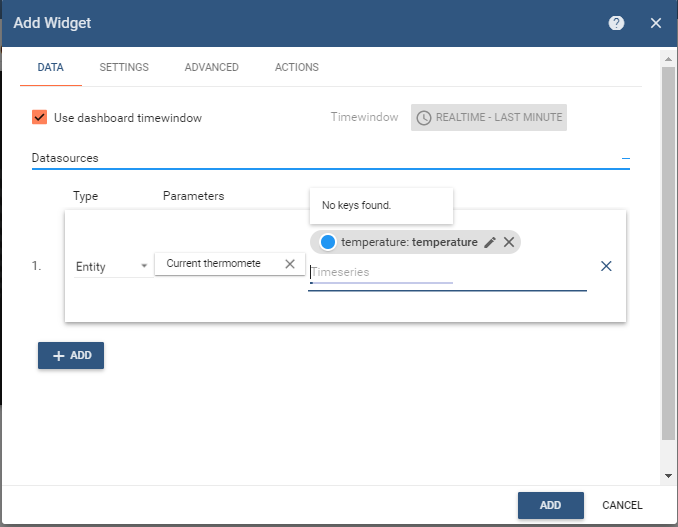 Add Widget
?
DATA SETTINGS ADVANCED ACTIONS
Use dashboard timewindow
Timewindow
REALTIME - LAST MINUTE
Datasources
Type
Parameters
No keys found.
temperature: temperature
1.
Entity
Current thermomete
Timeseries
+ ADD
ADD
CANCEL